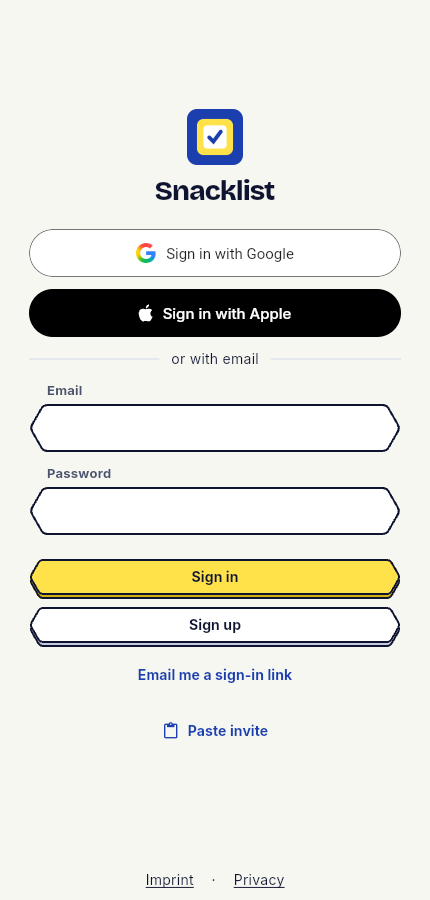 Snacklist
Sign in with Google
Sign in with Apple
or with email
Email
Password
Sign in
Sign up
Email me a sign-in link
Paste invite
Imprint · Privacy